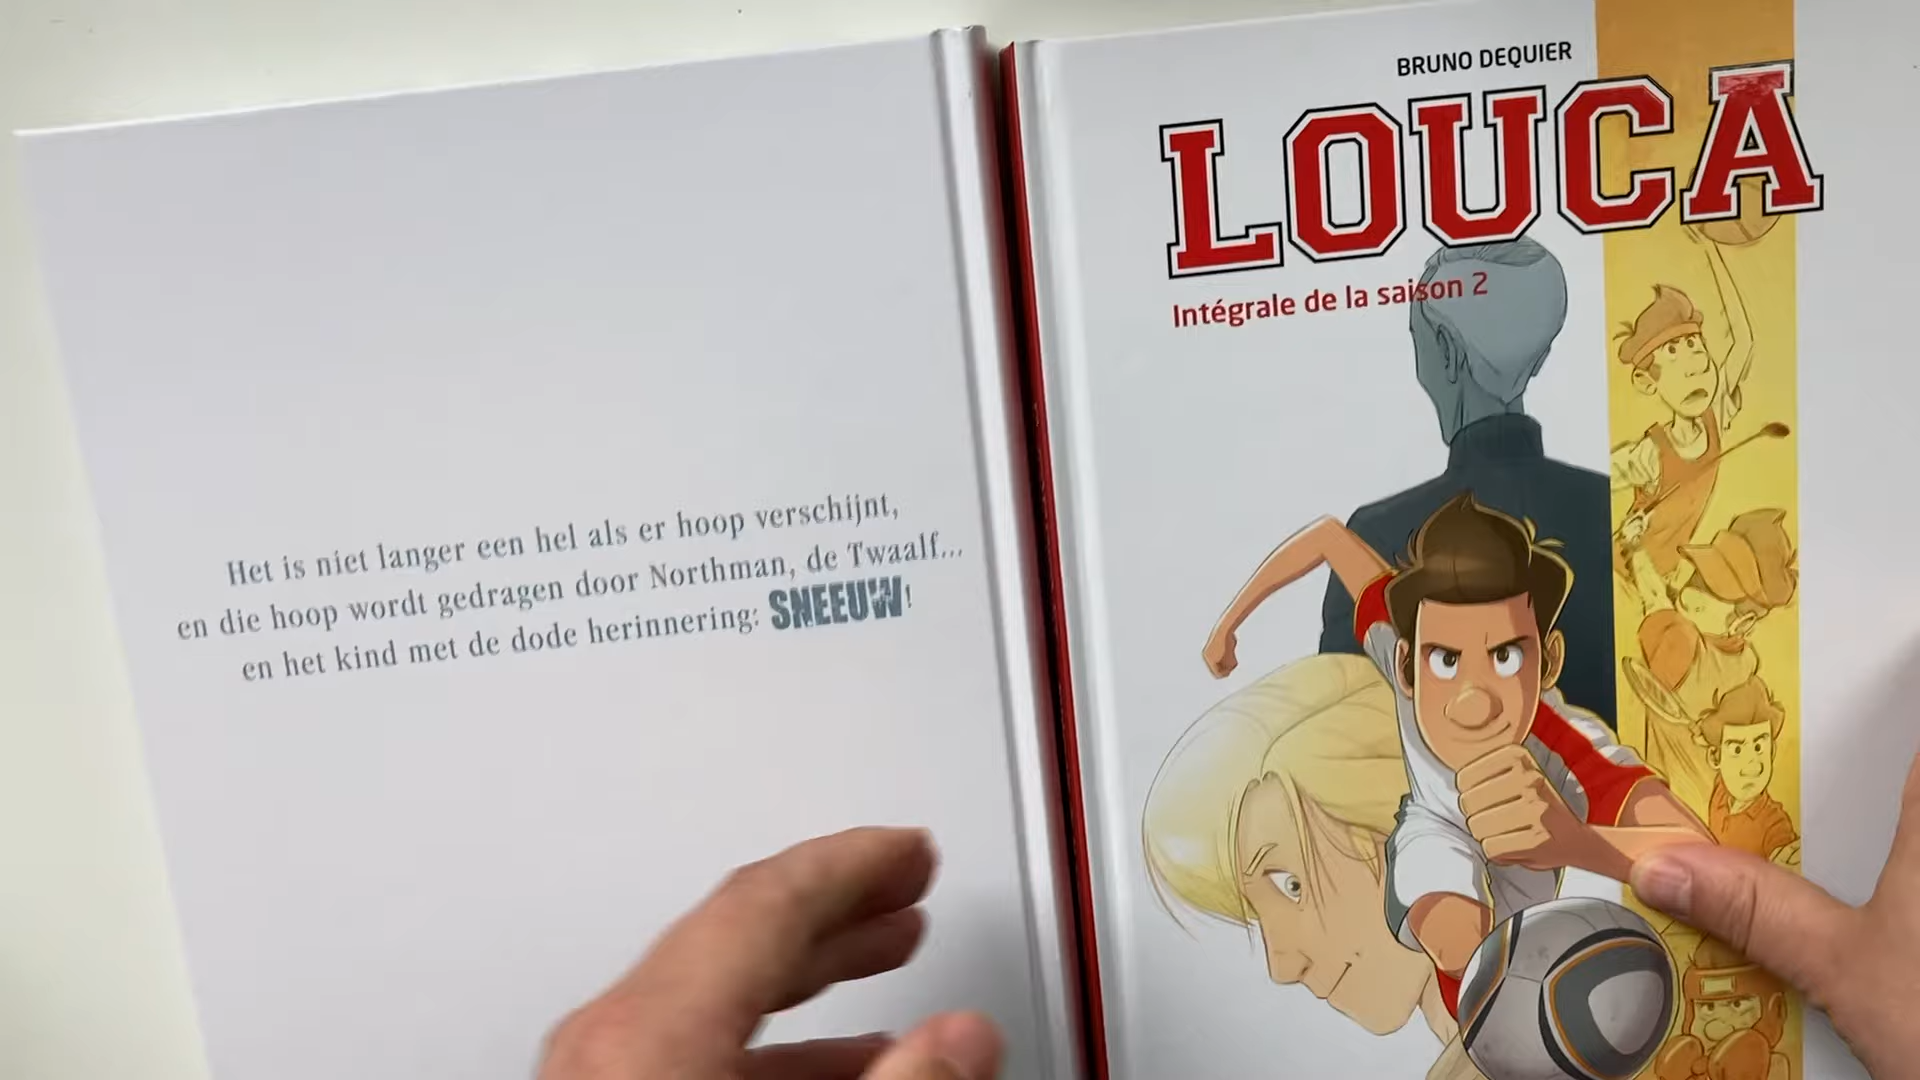 Het is niet langer een hel als er hoop verschijnt,
en die hoop wordt gedragen door Northman, de Twaalf...
en het kind met de dode herinnering: SNEEUW!
BRUNO DEQUIER
LOUCA
Intégrale de la saison 2